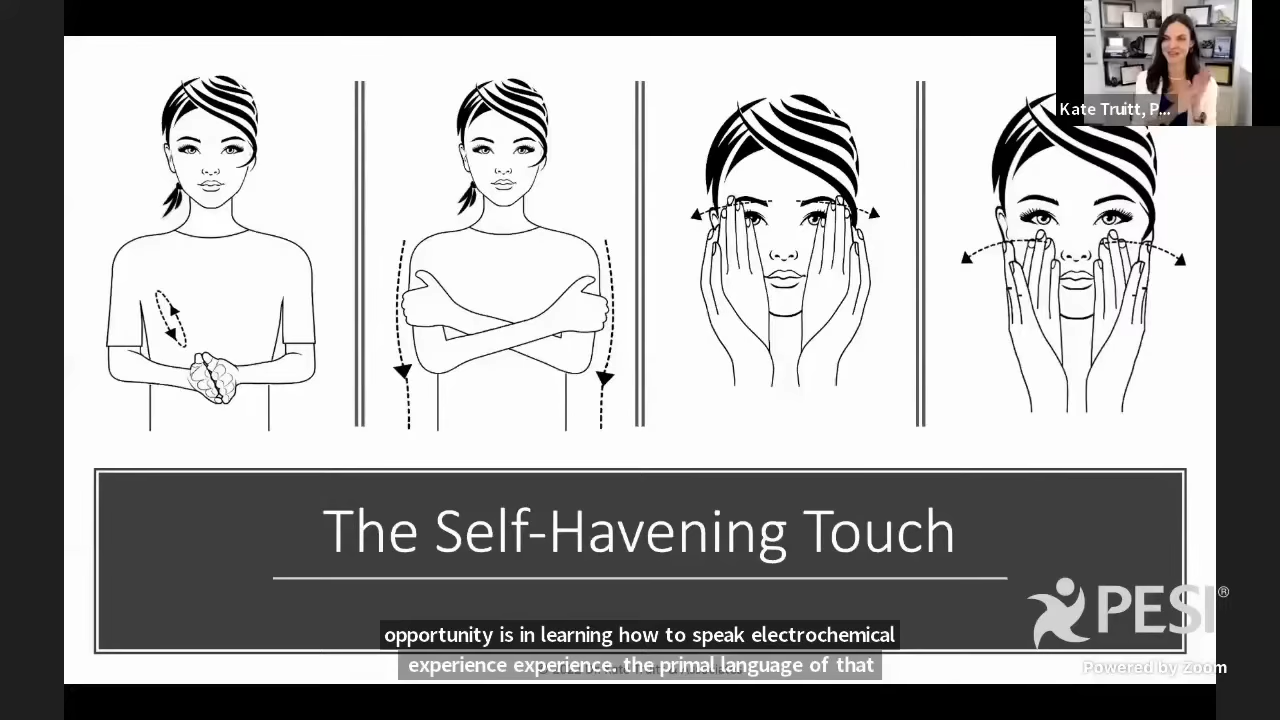 Kate Truitt, P...
The Self-Havening Touch
PESI®
opportunity is in learning how to speak electrochemical
experience experience. the primal language of that
Powered by Zoom